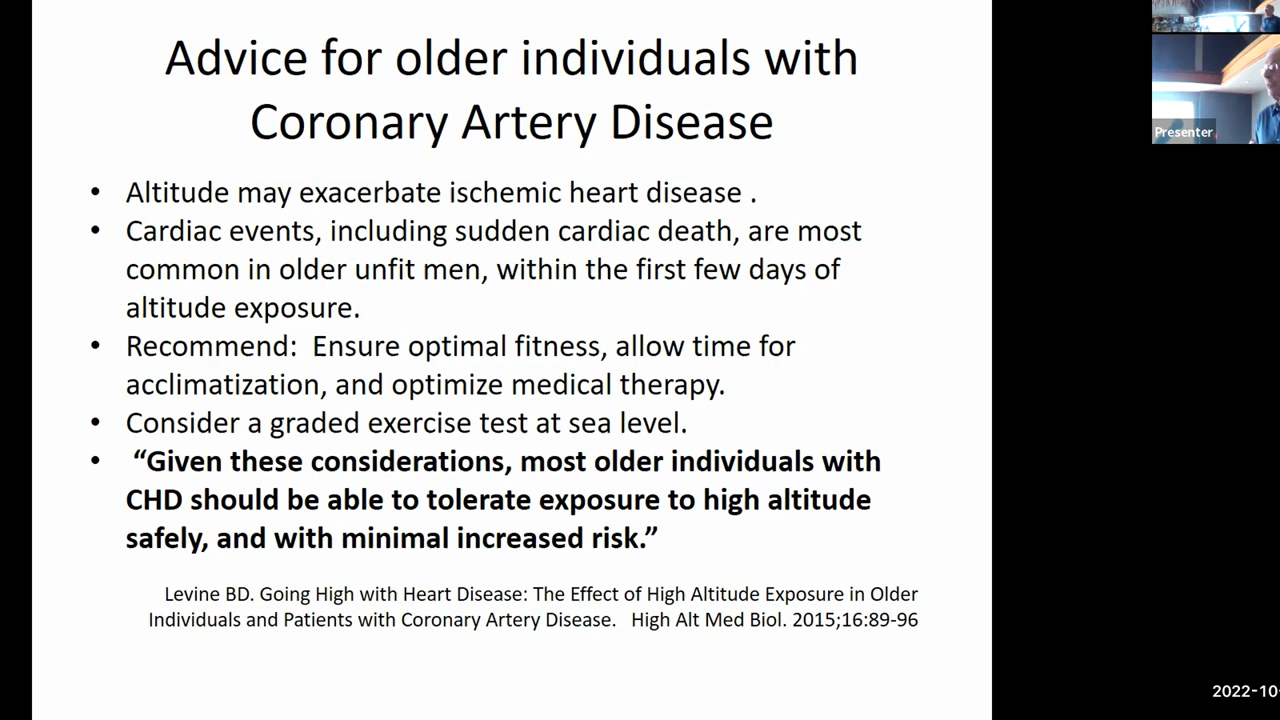 Advice for older individuals with
Coronary Artery Disease
• Altitude may exacerbate ischemic heart disease .
• Cardiac events, including sudden cardiac death, are most
common in older unfit men, within the first few days of
altitude exposure.
• Recommend:  Ensure optimal fitness, allow time for
acclimatization, and optimize medical therapy.
• Consider a graded exercise test at sea level.
• “Given these considerations, most older individuals with
CHD should be able to tolerate exposure to high altitude
safely, and with minimal increased risk.”
Levine BD. Going High with Heart Disease: The Effect of High Altitude Exposure in Older
Individuals and Patients with Coronary Artery Disease.   High Alt Med Biol. 2015;16:89-96
Presenter
2022-10-